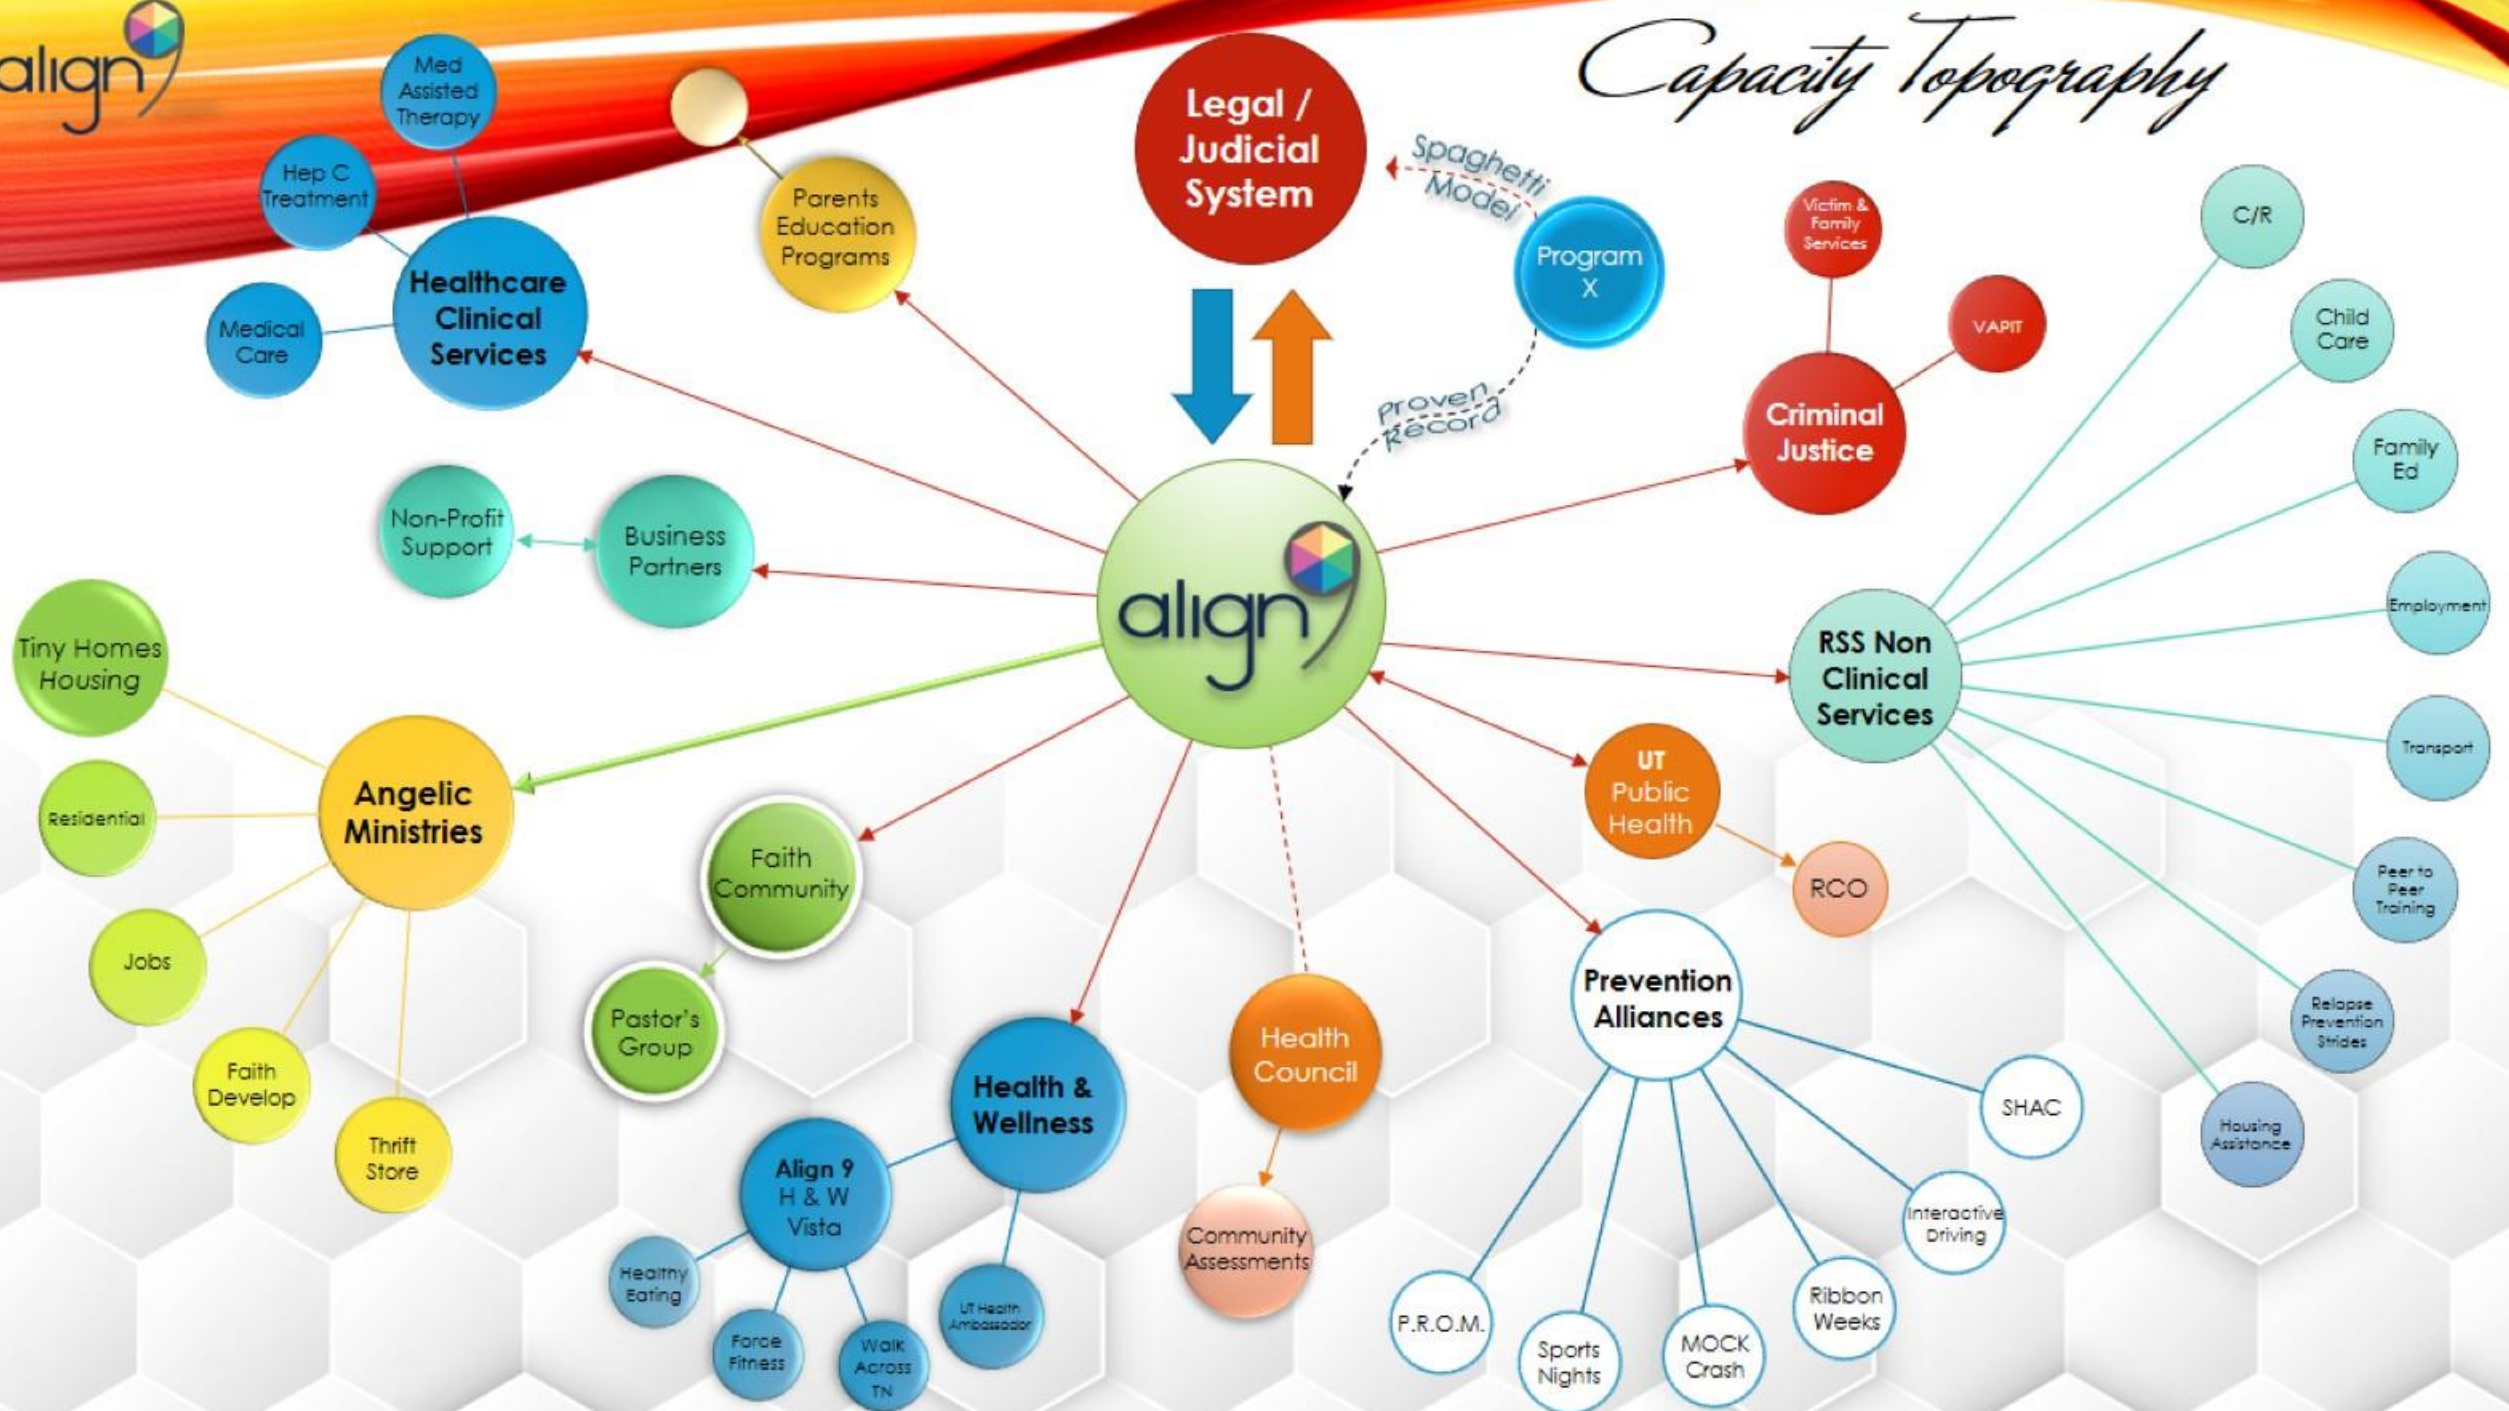 align9
Capacity Topography
Med
Assisted
Therapy
Hep C
Treatment
Medical
Care
Healthcare
Clinical
Services
Parents
Education
Programs
Legal /
Judicial
System
Spaghetti
Model
Program
X
Proven
Record
Victim &
Family
Services
VAPIT
Criminal
Justice
C/R
Child
Care
Family
Ed
Employment
Transport
Peer to
Peer
Training
Relapse
Prevention
Strides
Housing
Assistance
RSS Non
Clinical
Services
Non-Profit
Support
Business
Partners
align9
Tiny Homes
Housing
Residential
Jobs
Faith
Develop
Thrift
Store
Angelic
Ministries
Faith
Community
Pastor's
Group
UT
Public
Health
RCO
Health &
Wellness
Align 9
H & W
Vista
Healthy
Eating
Force
Fitness
Walk
Across
TN
UT Health
Ambassador
Health
Council
Community
Assessments
Prevention
Alliances
SHAC
Interactive
Driving
Ribbon
Weeks
MOCK
Crash
Sports
Nights
P.R.O.M.